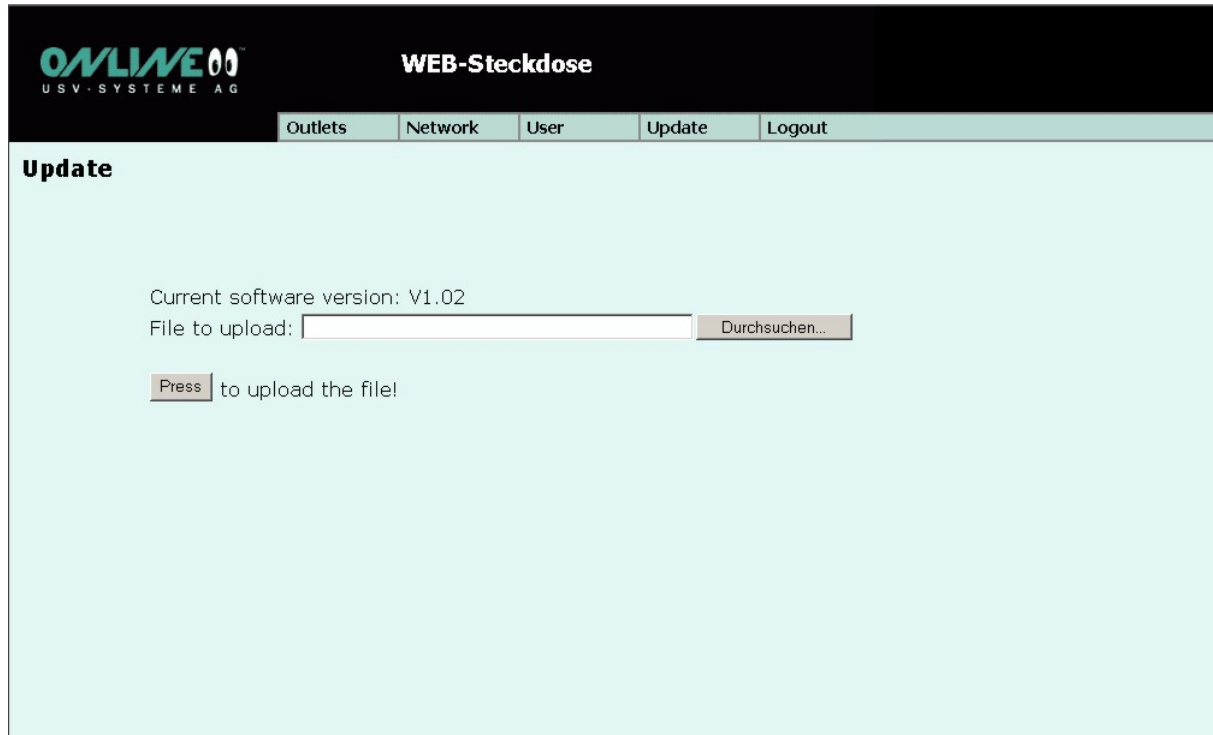 ONLINE™
USV-SYSTEME AG
WEB-Steckdose
Outlets Network User Update Logout
Update
Current software version: V1.02
File to upload: Durchsuchen...
Press to upload the file!